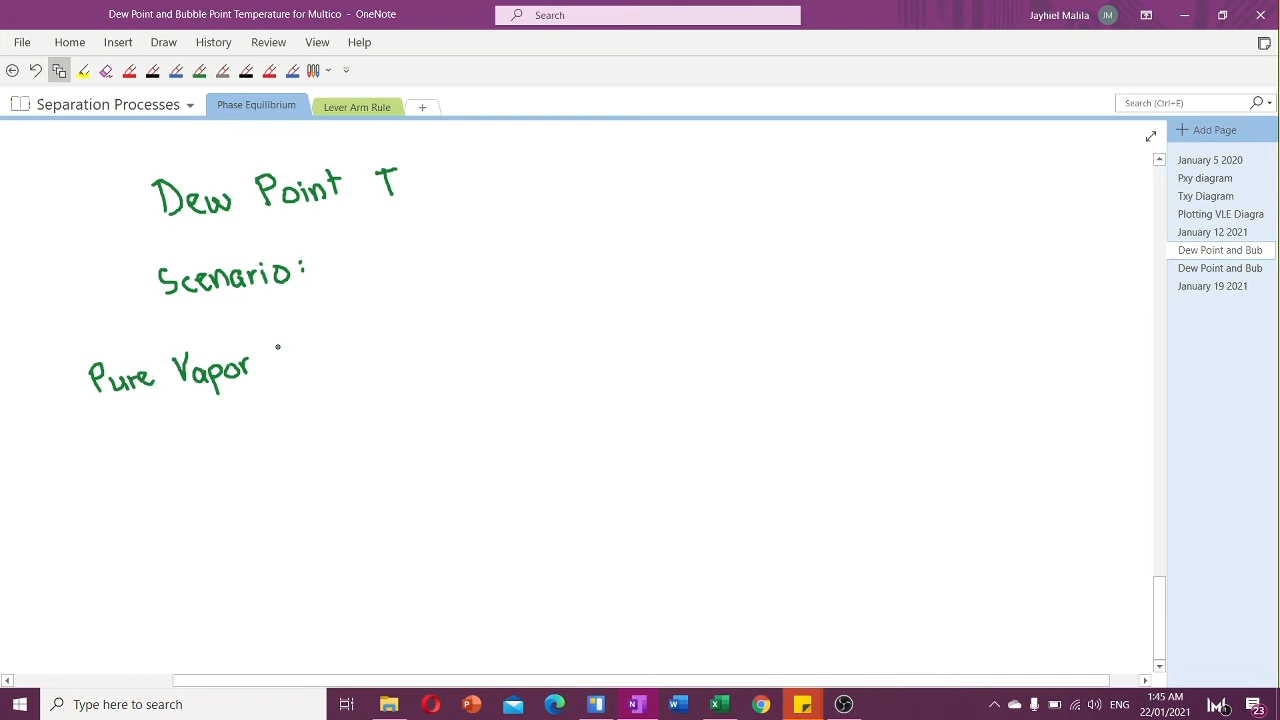 Dew Point and Bubble Point Temperature for Multico - OneNote
Search
Jayhiel Malila
JM
File Home Insert Draw History Review View Help
Separation Processes
Phase Equilibrium
Lever Arm Rule
Search (Ctrl+E)
Add Page
January 5 2020
Pxy diagram
Txy Diagram
Plotting VLE Diagra
January 12 2021
Dew Point and Bub
Dew Point and Bub
January 19 2021
Dew Point T
Scenario:
Pure Vapor
Type here to search
ENG
1:45 AM
22/01/2021
23